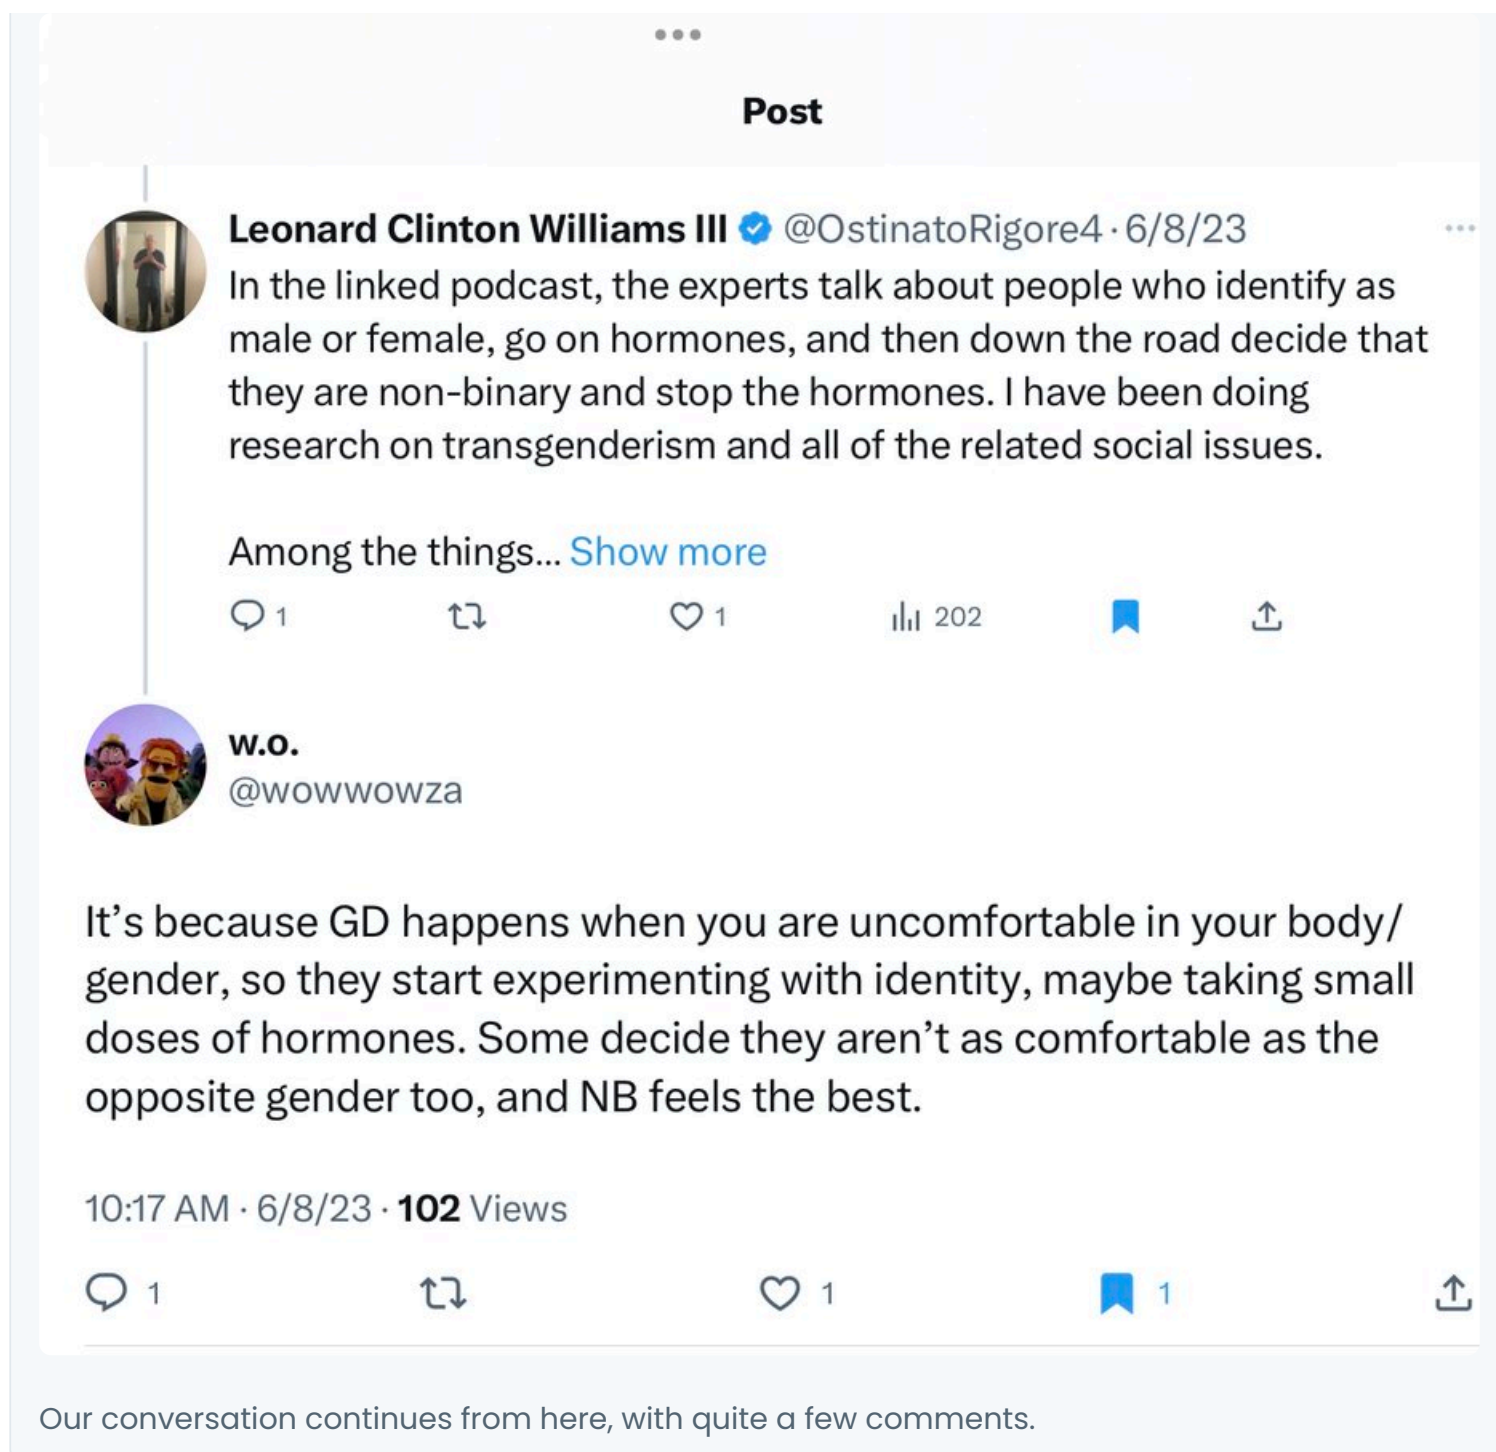 Post
Leonard Clinton Williams III @OstinatoRigore4 · 6/8/23
In the linked podcast, the experts talk about people who identify as
male or female, go on hormones, and then down the road decide that
they are non-binary and stop the hormones. I have been doing
research on transgenderism and all of the related social issues.
Among the things... Show more
1 1 202
w.o.
@wowwowza
It’s because GD happens when you are uncomfortable in your body/
gender, so they start experimenting with identity, maybe taking small
doses of hormones. Some decide they aren’t as comfortable as the
opposite gender too, and NB feels the best.
10:17 AM · 6/8/23 · 102 Views
1 1 1
Our conversation continues from here, with quite a few comments.